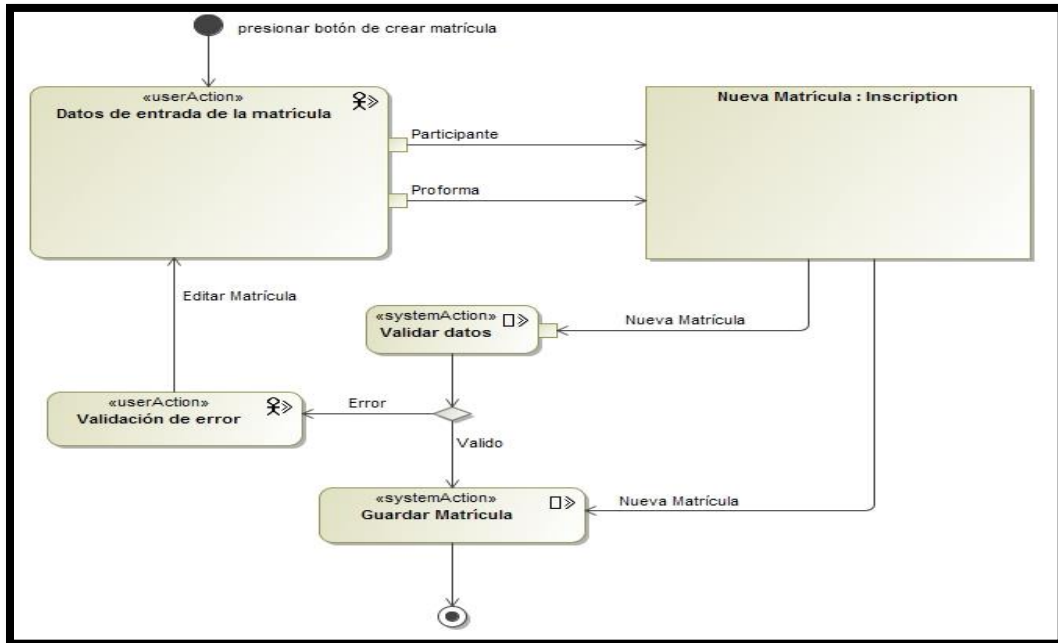 presionar botón de crear matrícula
«userAction»
Datos de entrada de la matrícula
Nueva Matrícula : Inscription
Participante
Proforma
Editar Matrícula
«systemAction»
Validar datos
Nueva Matrícula
«userAction»
Validación de error
Error
Valido
«systemAction»
Guardar Matrícula
Nueva Matrícula